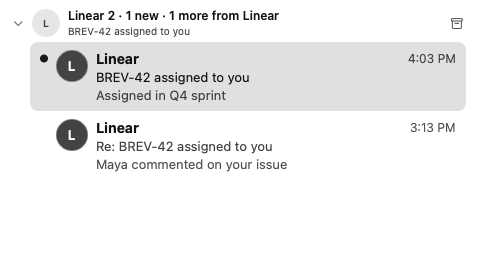 L
Linear 2 · 1 new · 1 more from Linear
BREV-42 assigned to you
L
Linear
4:03 PM
BREV-42 assigned to you
Assigned in Q4 sprint
L
Linear
3:13 PM
Re: BREV-42 assigned to you
Maya commented on your issue